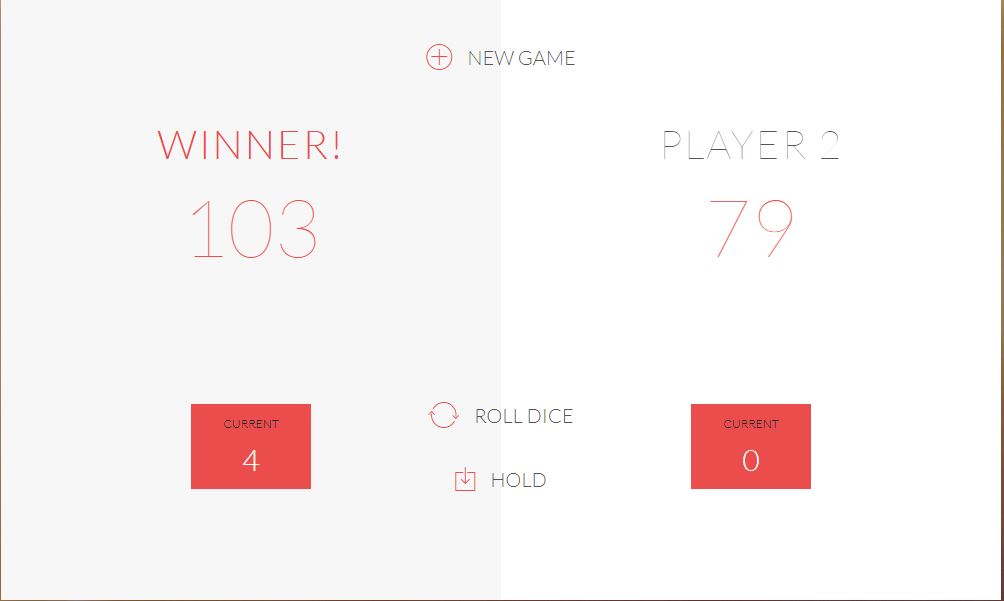 NEW GAME
WINNER!
103
PLAYER 2
79
CURRENT
4
ROLL DICE
HOLD
CURRENT
0